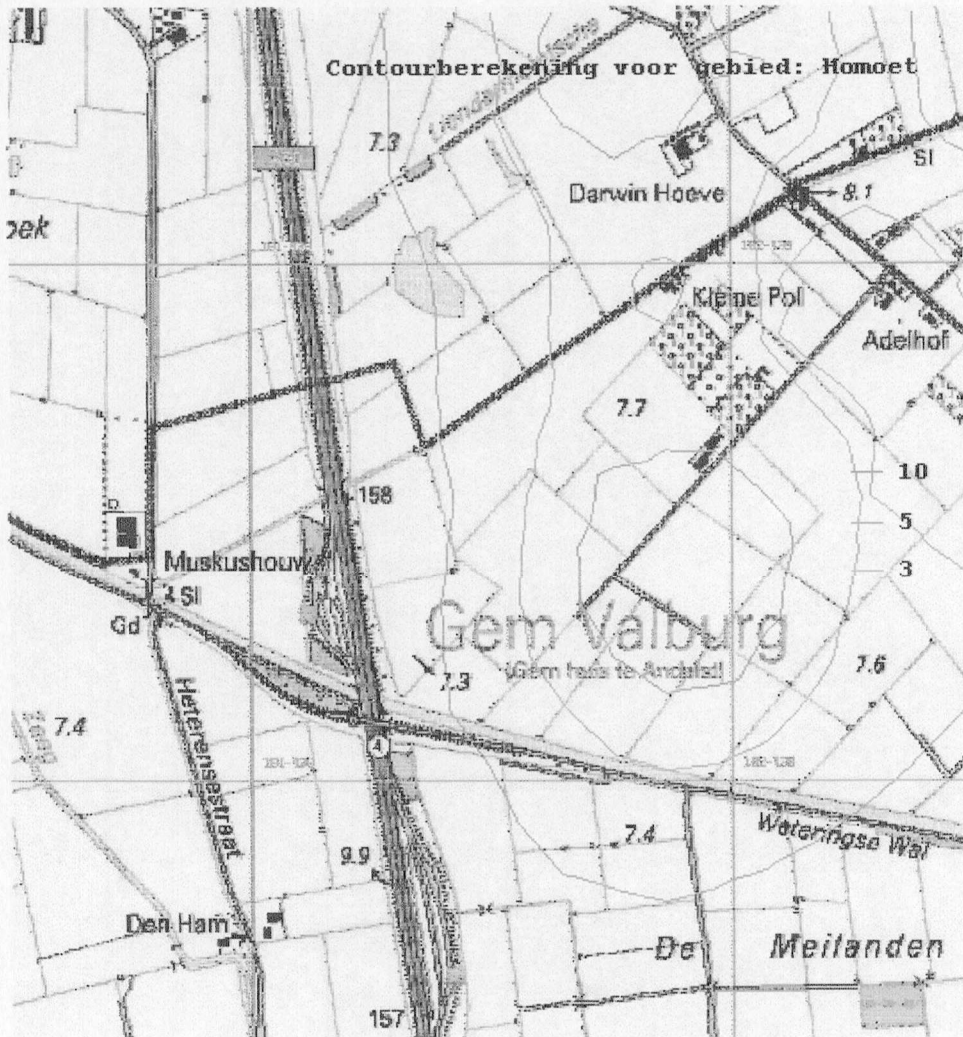 Contourberekening voor gebied: Homoet
7.3
Sl
Darwin Hoeve
8.1
Kleine Pol
Adelhof
7.7
10
158
5
Muskushouw
3
Sl
Gd
Gem Valburg
7.3
7.6
7.4
4
Heterensestraat
Wateringse Wal
7.4
9.9
Den Ham
De Meilanden
157